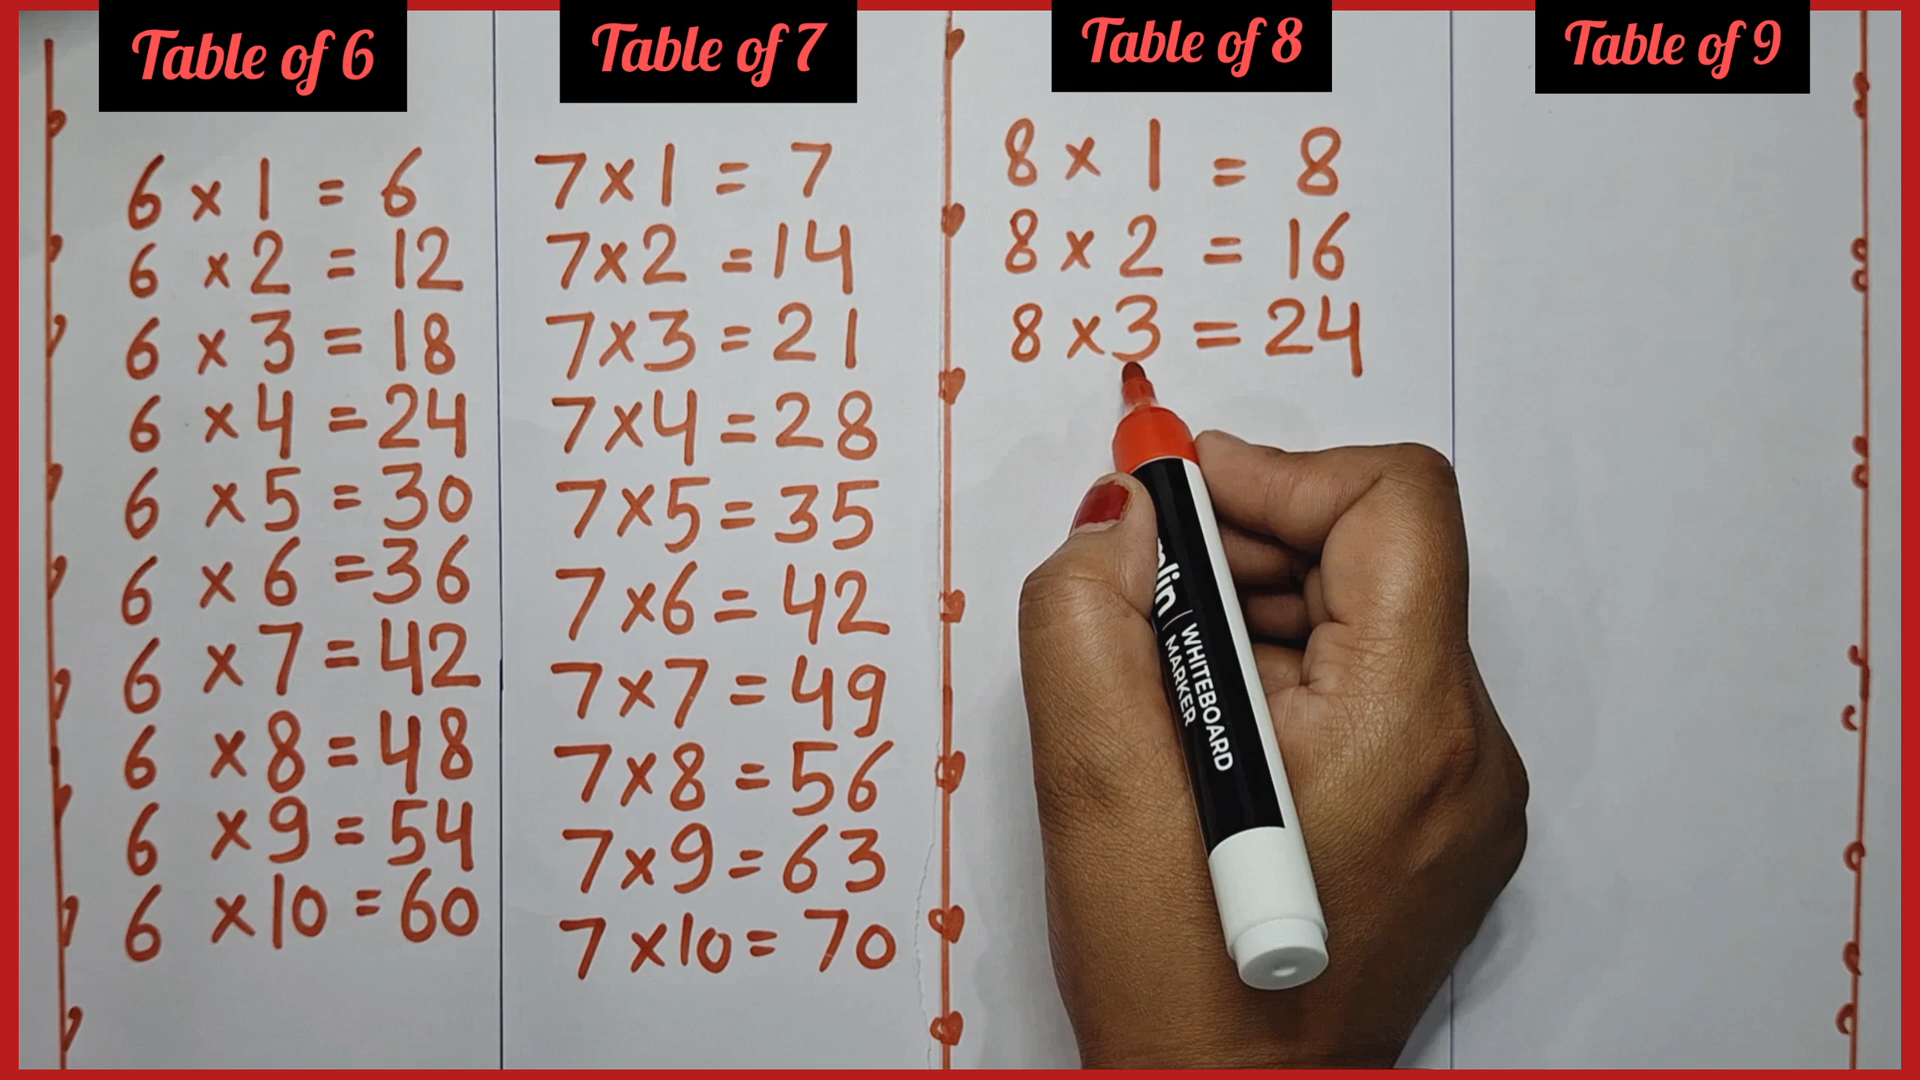 Table of 6
6 × 1 = 6
6 × 2 = 12
6 × 3 = 18
6 × 4 = 24
6 × 5 = 30
6 × 6 = 36
6 × 7 = 42
6 × 8 = 48
6 × 9 = 54
6 × 10 = 60
Table of 7
7 × 1 = 7
7 × 2 = 14
7 × 3 = 21
7 × 4 = 28
7 × 5 = 35
7 × 6 = 42
7 × 7 = 49
7 × 8 = 56
7 × 9 = 63
7 × 10 = 70
Table of 8
8 × 1 = 8
8 × 2 = 16
8 × 3 = 24
WHITEBOARD
MARKER
Table of 9